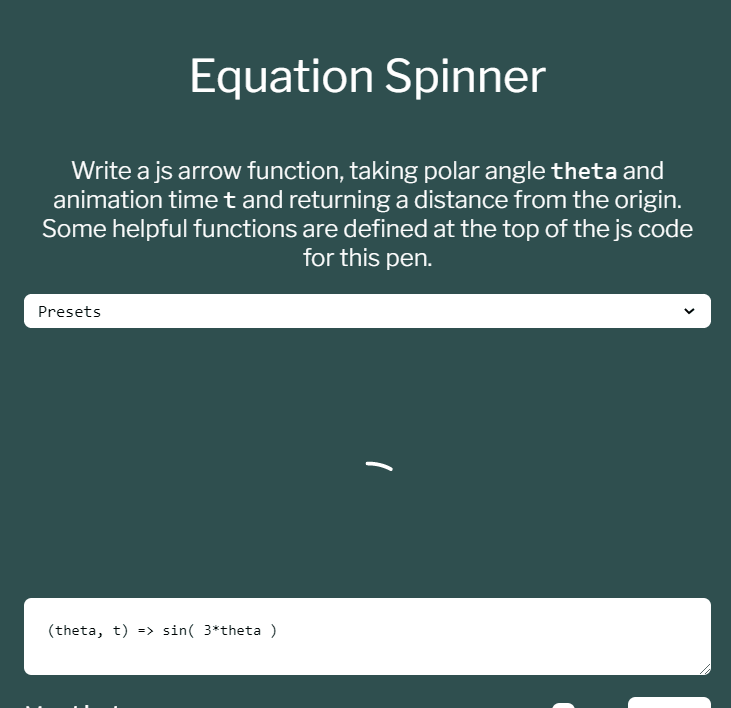 Equation Spinner
Write a js arrow function, taking polar angle theta and
animation time t and returning a distance from the origin.
Some helpful functions are defined at the top of the js code
for this pen.
Presets
(theta, t) => sin( 3*theta )